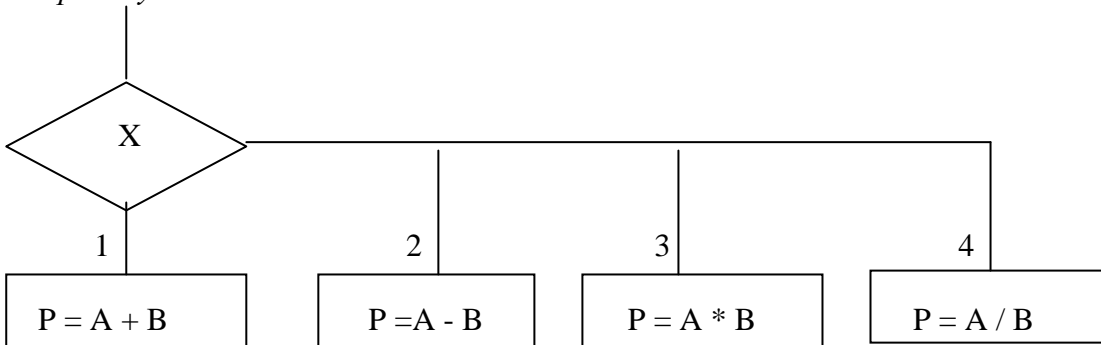 X
1 2 3 4
P = A + B P =A - B P = A * B P = A / B